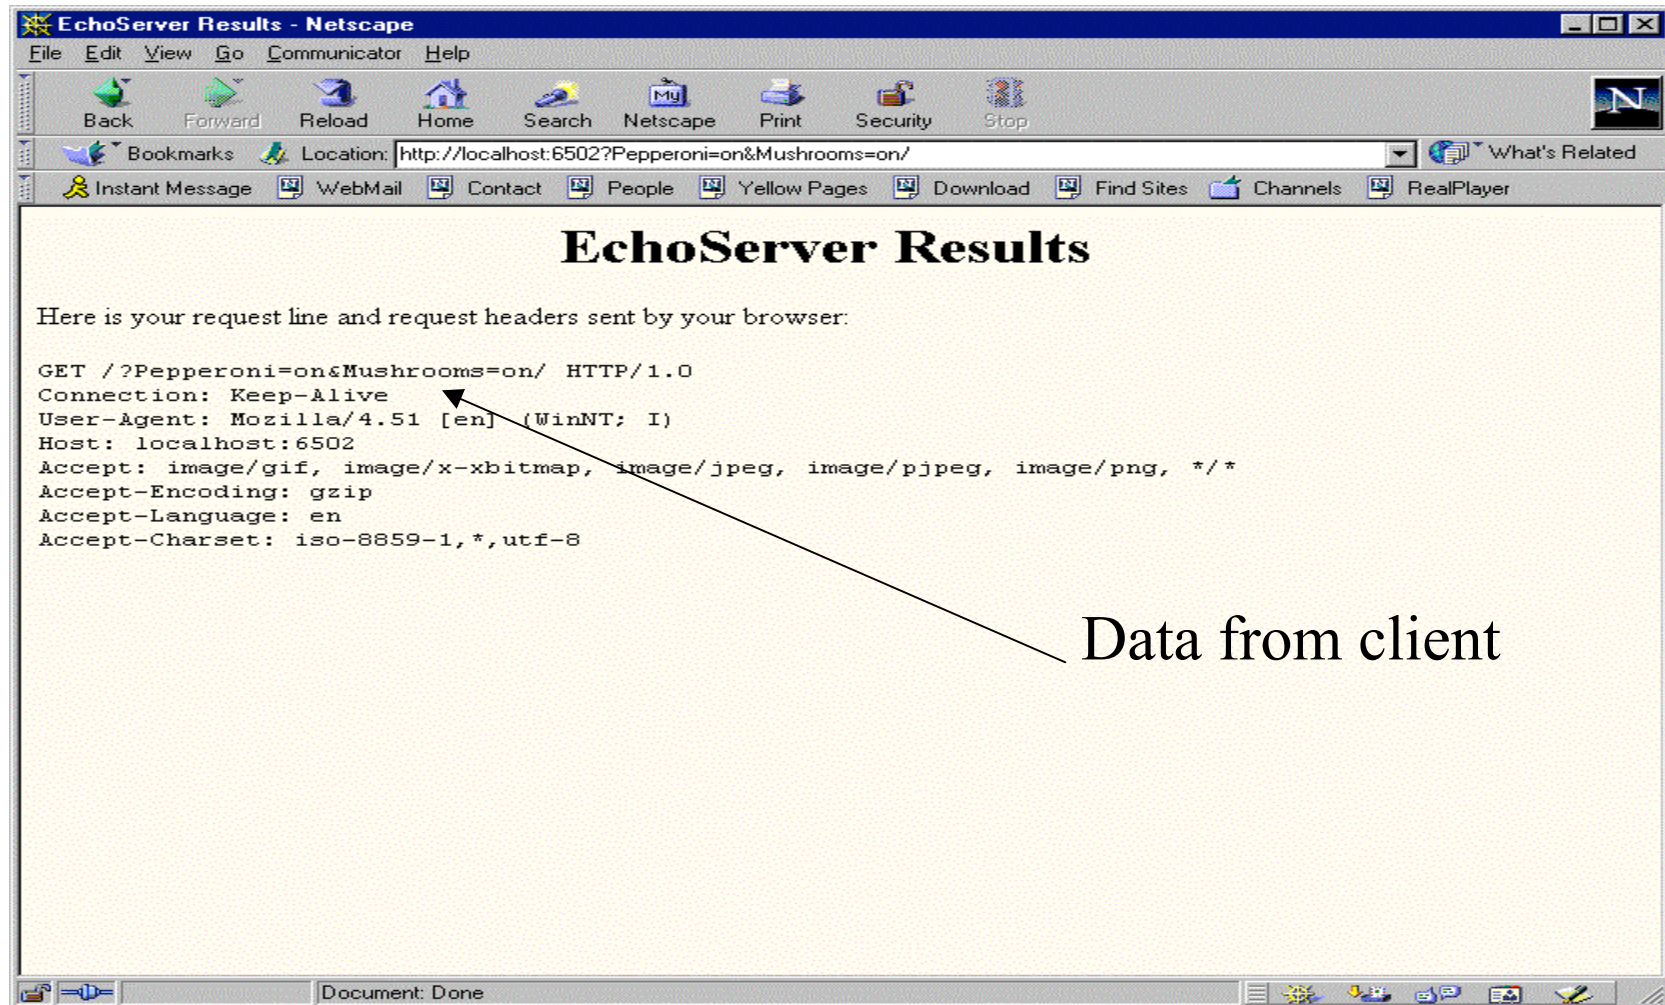 EchoServer Results - Netscape
File Edit View Go Communicator Help
Back Forward Reload Home Search My Netscape Print Security Stop N
Bookmarks Location: http://localhost:6502?Pepperoni=on&Mushrooms=on/ What's Related
Instant Message WebMail Contact People Yellow Pages Download Find Sites Channels RealPlayer
EchoServer Results
Here is your request line and request headers sent by your browser:
GET /?Pepperoni=on&Mushrooms=on/ HTTP/1.0
Connection: Keep-Alive
User-Agent: Mozilla/4.51 [en] (WinNT; I)
Host: localhost:6502
Accept: image/gif, image/x-xbitmap, image/jpeg, image/pjpeg, image/png, */*
Accept-Encoding: gzip
Accept-Language: en
Accept-Charset: iso-8859-1,*,utf-8
Data from client
Document: Done